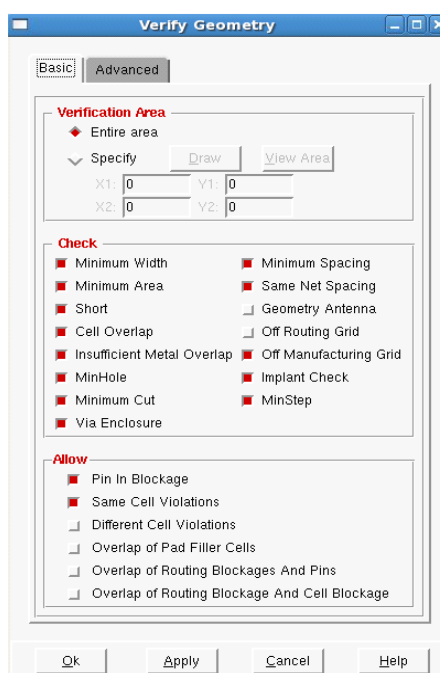 Verify Geometry
Basic Advanced
Verification Area
Entire area
Specify Draw View Area
X1: 0 Y1: 0
X2: 0 Y2: 0
Check
Minimum Width Minimum Spacing
Minimum Area Same Net Spacing
Short Geometry Antenna
Cell Overlap Off Routing Grid
Insufficient Metal Overlap Off Manufacturing Grid
MinHole Implant Check
Minimum Cut MinStep
Via Enclosure
Allow
Pin In Blockage
Same Cell Violations
Different Cell Violations
Overlap of Pad Filler Cells
Overlap of Routing Blockages And Pins
Overlap of Routing Blockage And Cell Blockage
Ok Apply Cancel Help